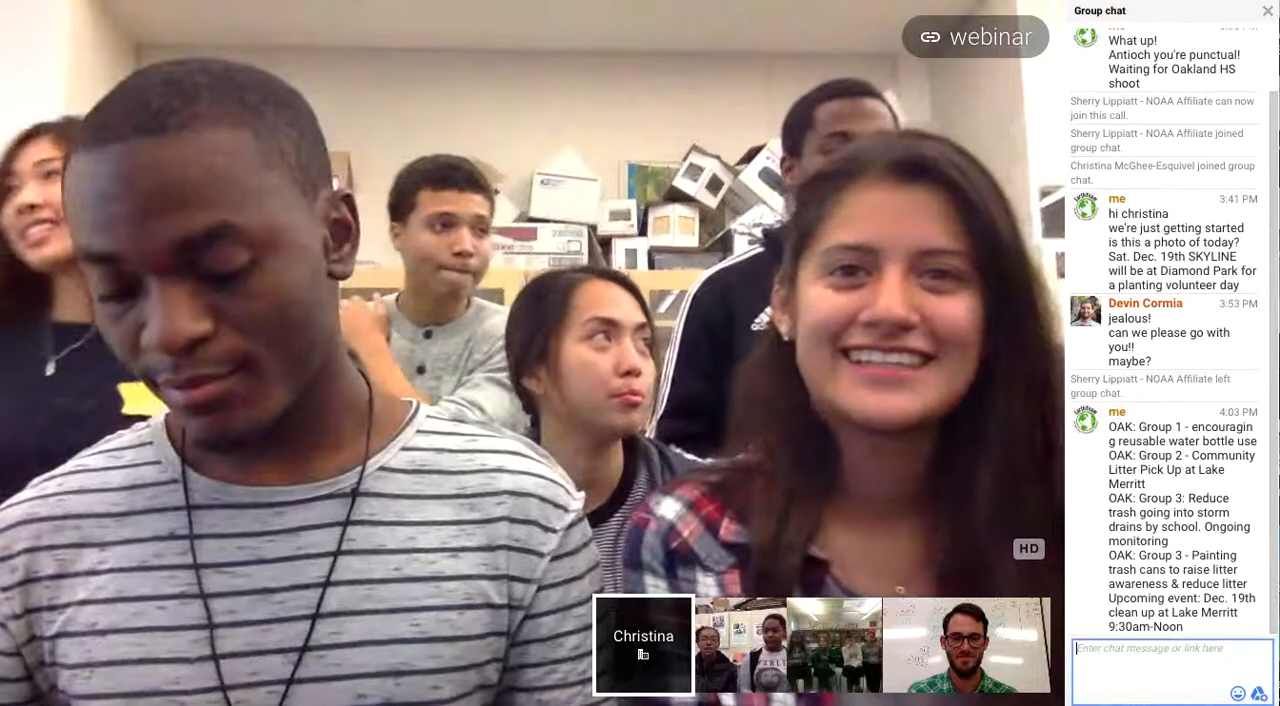 webinar
HD
Christina
Group chat
What up!
Antioch you're punctual!
Waiting for Oakland HS
shoot
Sherry Lippiatt - NOAA Affiliate can now
join this call.
Sherry Lippiatt - NOAA Affiliate joined
group chat.
Christina McGhee-Esquivel joined group
chat.
me 3:41 PM
hi christina
we're just getting started
is this a photo of today?
Sat. Dec. 19th SKYLINE
will be at Diamond Park for
a planting volunteer day
Devin Cormia 3:53 PM
jealous!
can we please go with
you!!
maybe?
Sherry Lippiatt - NOAA Affiliate left
group chat.
me 4:03 PM
OAK: Group 1 - encouragin
g reusable water bottle use
OAK: Group 2 - Community
Litter Pick Up at Lake
Merritt
OAK: Group 3: Reduce
trash going into storm
drains by school. Ongoing
monitoring
OAK: Group 3 - Painting
trash cans to raise litter
awareness & reduce litter
Upcoming event: Dec. 19th
clean up at Lake Merritt
9:30am-Noon
Enter chat message or link here